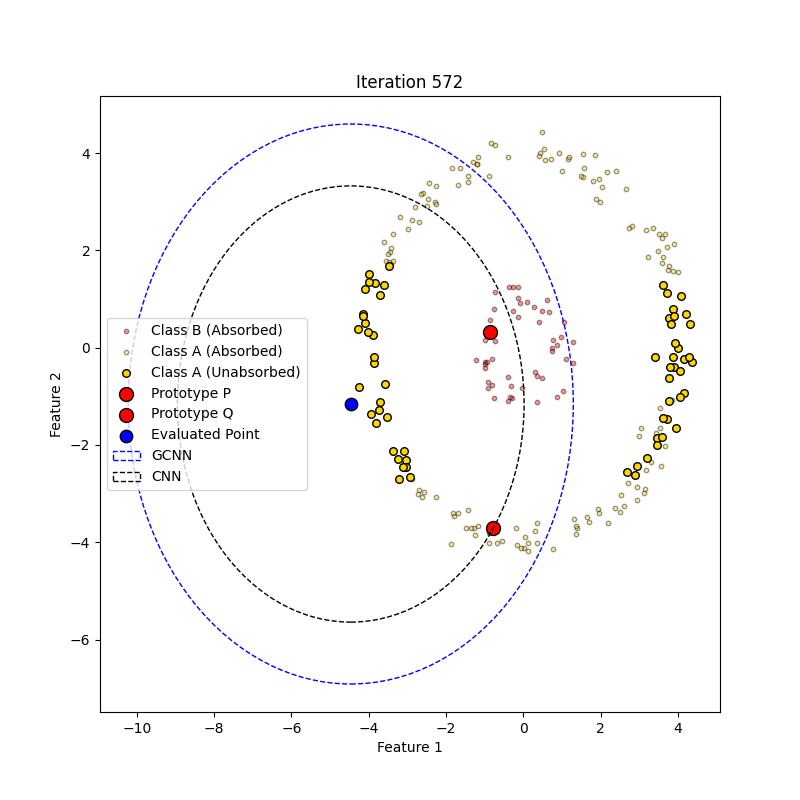 Iteration 572
4
2
0
−2
−4
−6
Feature 2
Class B (Absorbed)
Class A (Absorbed)
Class A (Unabsorbed)
Prototype P
Prototype Q
Evaluated Point
GCNN
CNN
−10
−8
−6
−4
−2
0
2
4
Feature 1